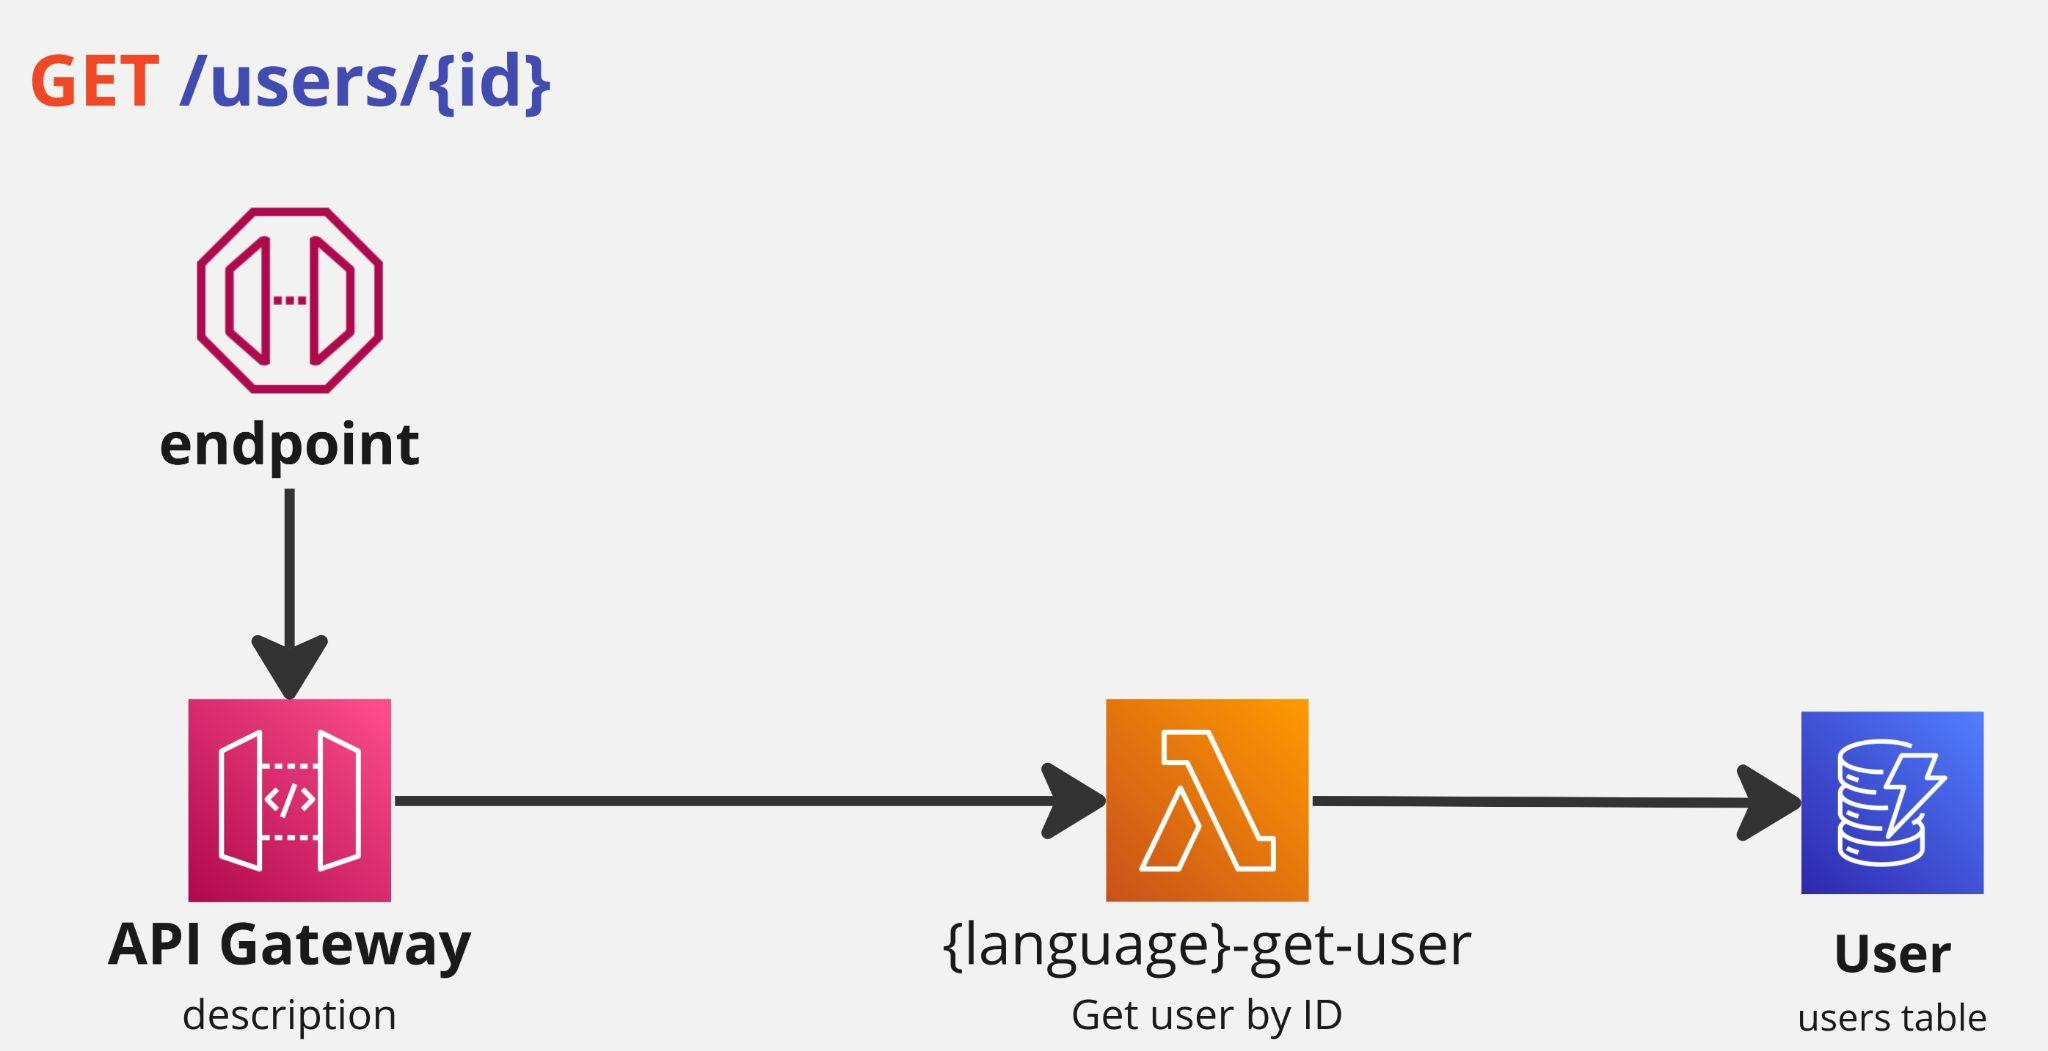 GET /users/{id}
endpoint
API Gateway
description
{language}-get-user
Get user by ID
User
users table